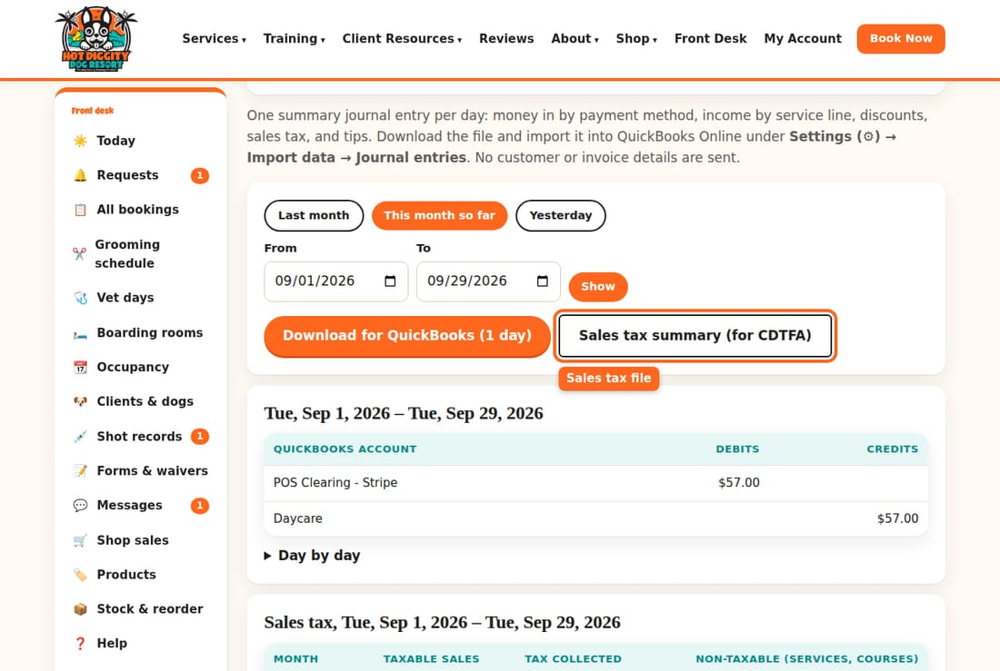 HOT DIGGITY
DOG RESORT
Services ▾ Training ▾ Client Resources ▾ Reviews About ▾ Shop ▾ Front Desk My Account Book Now
Front desk
Today
Requests 1
All bookings
Grooming
schedule
Vet days
Boarding rooms
Occupancy
Clients & dogs
Shot records 1
Forms & waivers
Messages 1
Shop sales
Products
Stock & reorder
Help
One summary journal entry per day: money in by payment method, income by service line, discounts,
sales tax, and tips. Download the file and import it into QuickBooks Online under Settings (⚙) →
Import data → Journal entries. No customer or invoice details are sent.
Last month This month so far Yesterday
From To
09/01/2026 09/29/2026 Show
Download for QuickBooks (1 day) Sales tax summary (for CDTFA)
Sales tax file
Tue, Sep 1, 2026 – Tue, Sep 29, 2026
QUICKBOOKS ACCOUNT DEBITS CREDITS
POS Clearing - Stripe $57.00
Daycare $57.00
▶ Day by day
Sales tax, Tue, Sep 1, 2026 – Tue, Sep 29, 2026
MONTH TAXABLE SALES TAX COLLECTED NON-TAXABLE (SERVICES, COURSES)